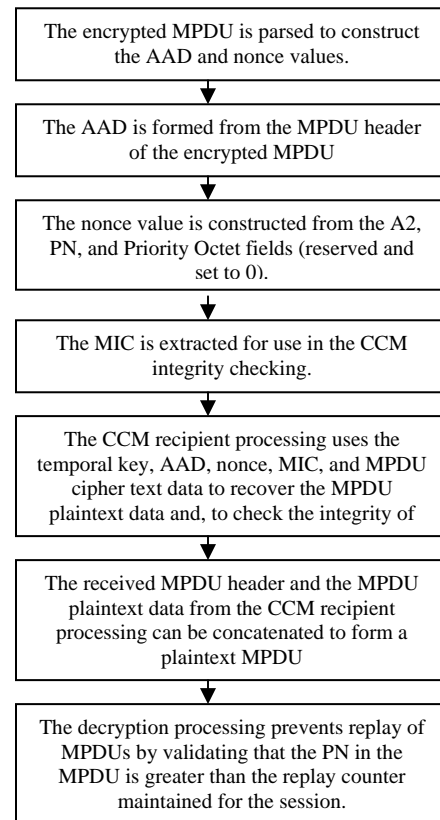 The encrypted MPDU is parsed to construct
the AAD and nonce values.
The AAD is formed from the MPDU header
of the encrypted MPDU
The nonce value is constructed from the A2,
PN, and Priority Octet fields (reserved and
set to 0).
The MIC is extracted for use in the CCM
integrity checking.
The CCM recipient processing uses the
temporal key, AAD, nonce, MIC, and MPDU
cipher text data to recover the MPDU
plaintext data and, to check the integrity of
The received MPDU header and the MPDU
plaintext data from the CCM recipient
processing can be concatenated to form a
plaintext MPDU
The decryption processing prevents replay of
MPDUs by validating that the PN in the
MPDU is greater than the replay counter
maintained for the session.